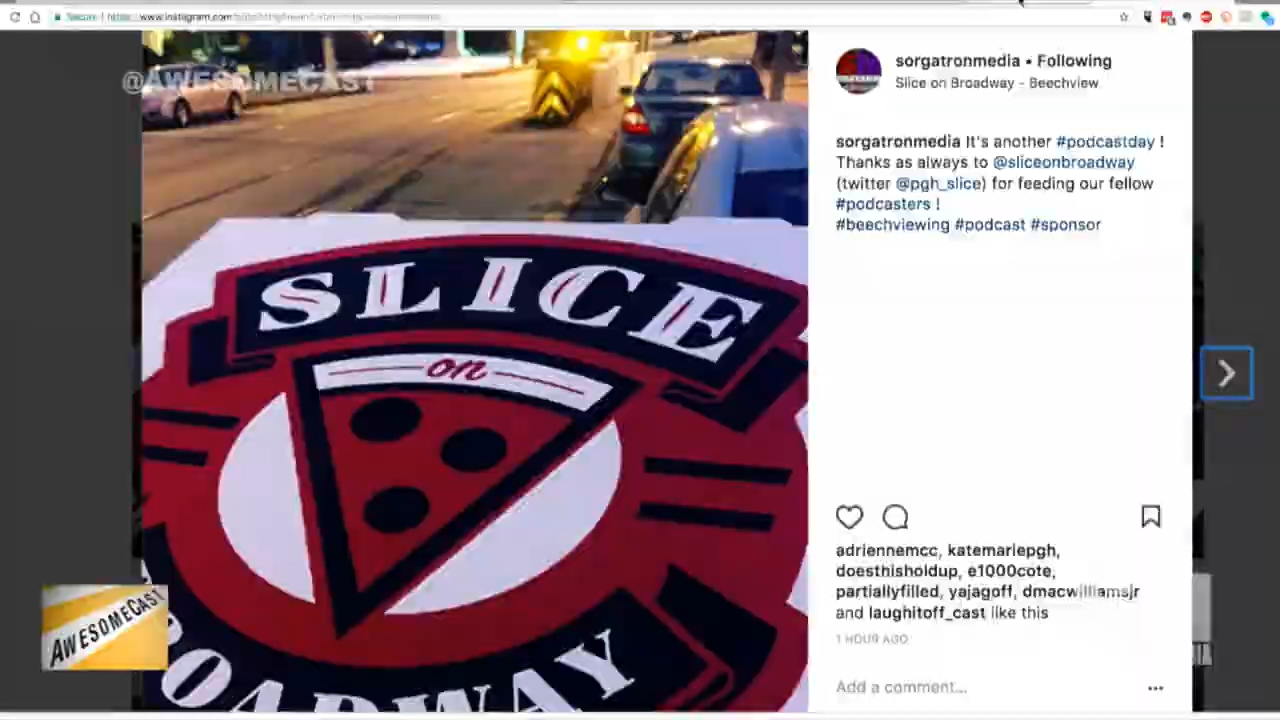 Secure
@AWESOMECAST
sorgatronmedia • Following
Slice on Broadway - Beechview
sorgatronmedia It's another #podcastday !
Thanks as always to @sliceonbroadway
(twitter @pgh_slice) for feeding our fellow
#podcasters !
#beechviewing #podcast #sponsor
SLICE
on
BROADWAY
adriennemcc, katemariepgh,
doesthisholdup, e1000cote,
partiallyfilled, yajagoff, dmacwilliamsjr
and laughitoff_cast like this
1 HOUR AGO
Add a comment...
AWESOMECAST